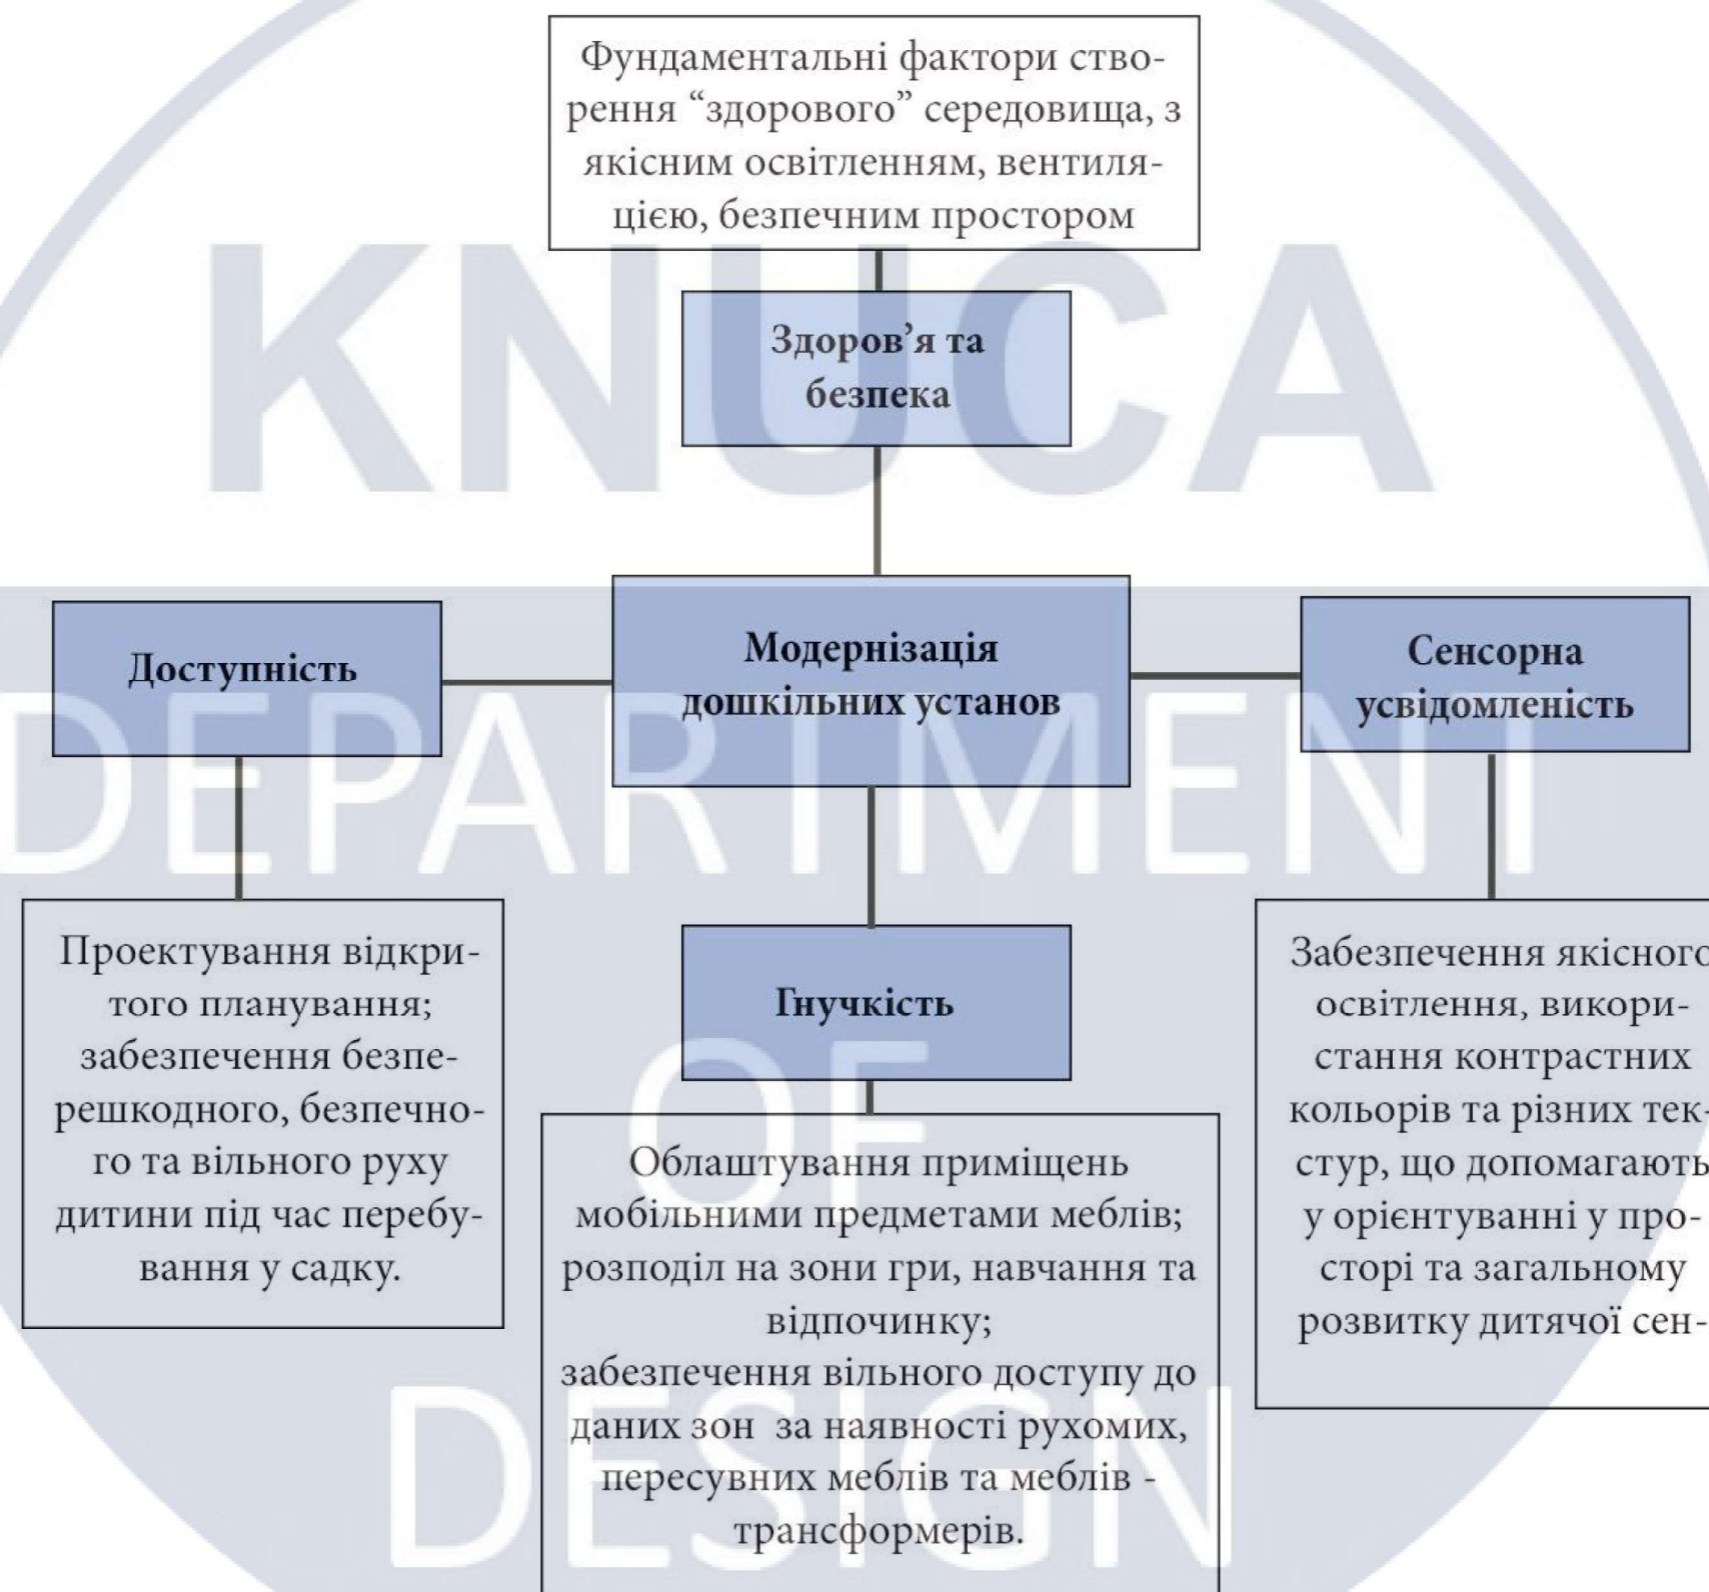 Фундаментальні фактори ство-
рення “здорового” середовища, з
якісним освітленням, вентиля-
цією, безпечним простором
Здоров’я та
безпека
KNUCA
Доступність
Модернізація
дошкільних установ
Сенсорна
усвідомленість
DEPARTMENT
Проектування відкри-
того планування;
забезпечення безпе-
решкодного, безпечно-
го та вільного руху
дитини під час перебу-
вання у садку.
Гнучкість
OF
Облаштування приміщень
мобільними предметами меблів;
розподіл на зони гри, навчання та
відпочинку;
забезпечення вільного доступу до
даних зон за наявності рухомих,
пересувних меблів та меблів -
трансформерів.
Забезпечення якісного
освітлення, викори-
стання контрастних
кольорів та різних тек-
стур, що допомагають
у орієнтуванні у про-
сторі та загальному
розвитку дитячої сен-
DESIGN